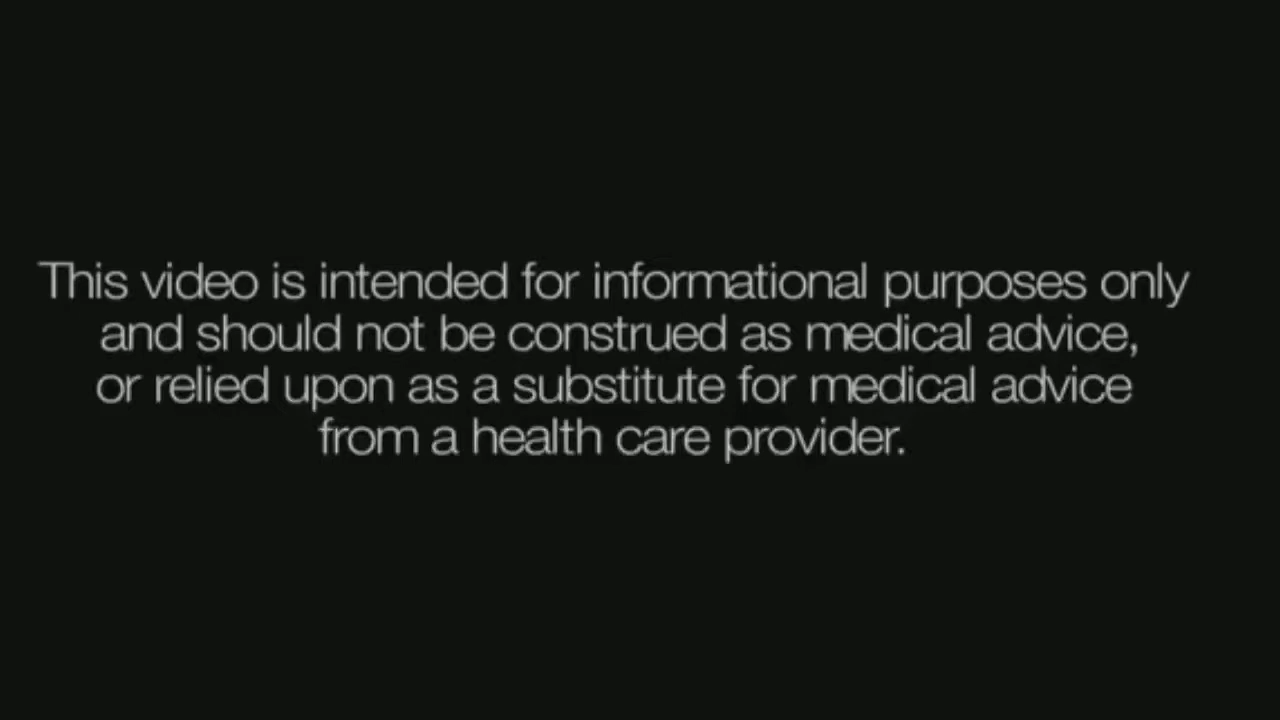 This video is intended for informational purposes only
and should not be construed as medical advice,
or relied upon as a substitute for medical advice
from a health care provider.